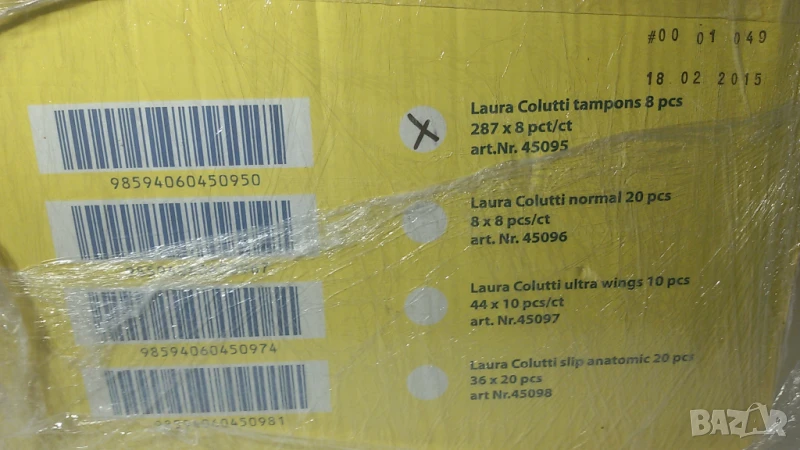 #00 01 049
18 02 2015
Laura Colutti tampons 8 pcs
287 x 8 pct/ct
art.Nr. 45095
98594060450950
Laura Colutti normal 20 pcs
8 x 8 pcs/ct
art. Nr. 45096
Laura Colutti ultra wings 10 pcs
44 x 10 pcs/ct
art. Nr.45097
98594060450974
Laura Colutti slip anatomic 20 pcs
36 x 20 pcs
art Nr.45098
98594060450981
BAZAR